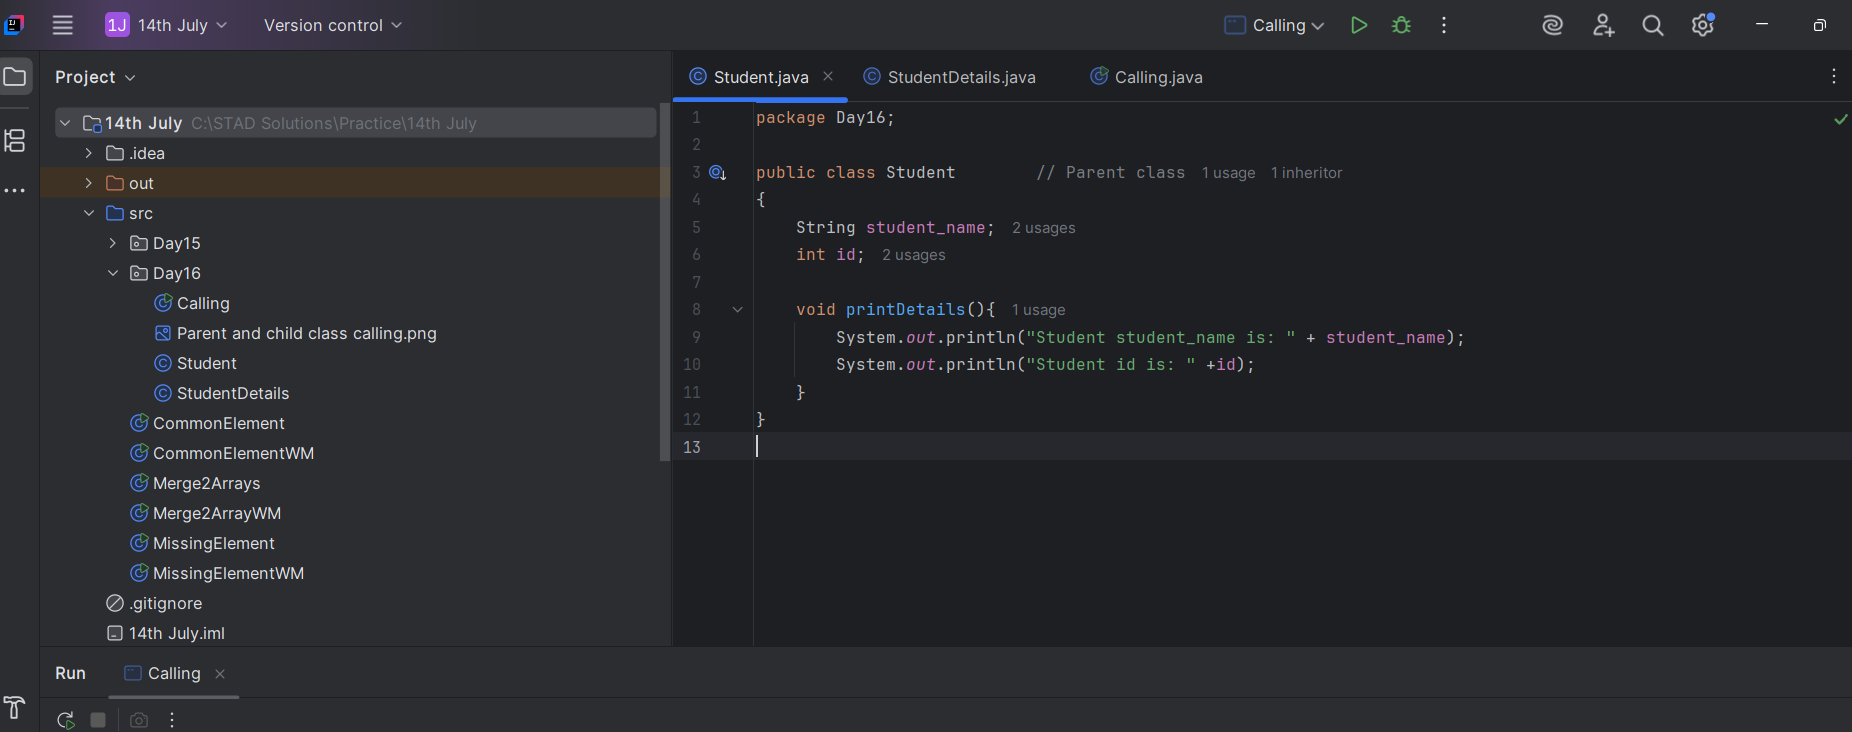 1J 14th July Version control Calling
Project
Student.java StudentDetails.java Calling.java
14th July C:\STAD Solutions\Practice\14th July
.idea
out
src
Day15
Day16
Calling
Parent and child class calling.png
Student
StudentDetails
CommonElement
CommonElementWM
Merge2Arrays
Merge2ArrayWM
MissingElement
MissingElementWM
.gitignore
14th July.iml
1 package Day16;
2
3 public class Student // Parent class 1 usage 1 inheritor
4 {
5 String student_name; 2 usages
6 int id; 2 usages
7
8 void printDetails(){ 1 usage
9 System.out.println("Student student_name is: " + student_name);
10 System.out.println("Student id is: " +id);
11 }
12 }
13
Run Calling